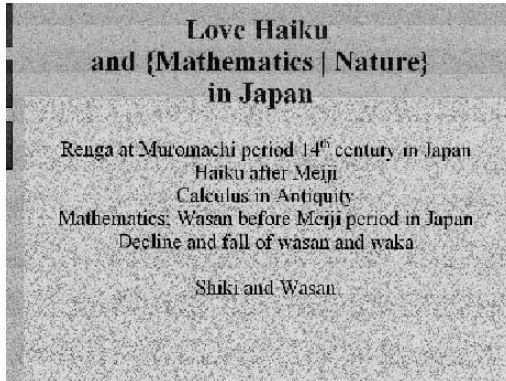 Love Haiku
and {Mathematics | Nature}
in Japan
Renga at Muromachi period 14th century in Japan
Haiku after Meiji
Calculus in Antiquity
Mathematics: Wasan before Meiji period in Japan
Decline and fall of wasan and waka
Shiki and Wasan